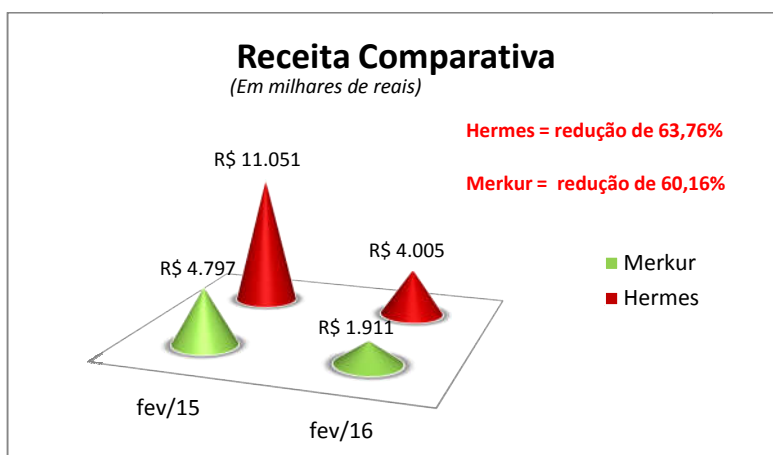 Receita Comparativa
(Em milhares de reais)
Hermes = redução de 63,76%
Merkur = redução de 60,16%
R$ 11.051
R$ 4.797
R$ 4.005
R$ 1.911
Merkur
Hermes
fev/15
fev/16